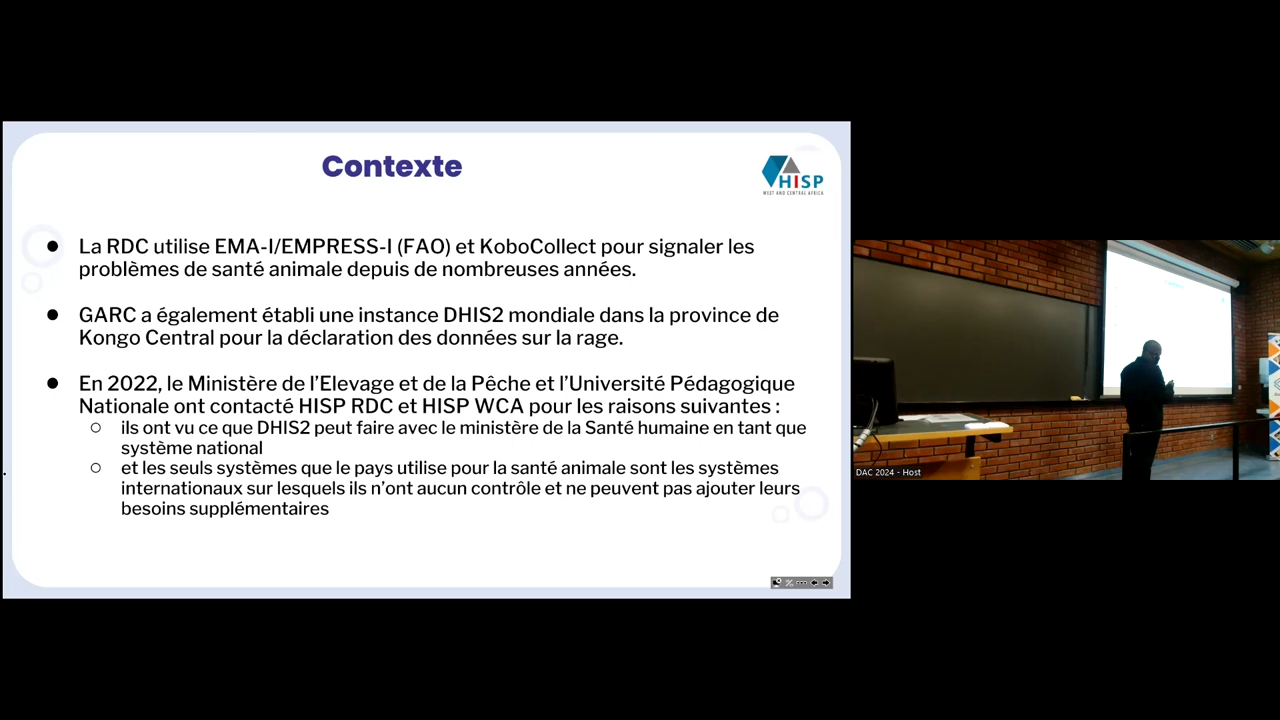 Contexte
HISP
WEST AND CENTRAL AFRICA
● La RDC utilise EMA-I/EMPRESS-I (FAO) et KoboCollect pour signaler les
problèmes de santé animale depuis de nombreuses années.
● GARC a également établi une instance DHIS2 mondiale dans la province de
Kongo Central pour la déclaration des données sur la rage.
● En 2022, le Ministère de l'Elevage et de la Pêche et l'Université Pédagogique
Nationale ont contacté HISP RDC et HISP WCA pour les raisons suivantes :
○ ils ont vu ce que DHIS2 peut faire avec le ministère de la Santé humaine en tant que
système national
○ et les seuls systèmes que le pays utilise pour la santé animale sont les systèmes
internationaux sur lesquels ils n'ont aucun contrôle et ne peuvent pas ajouter leurs
besoins supplémentaires
DAC 2024 - Host